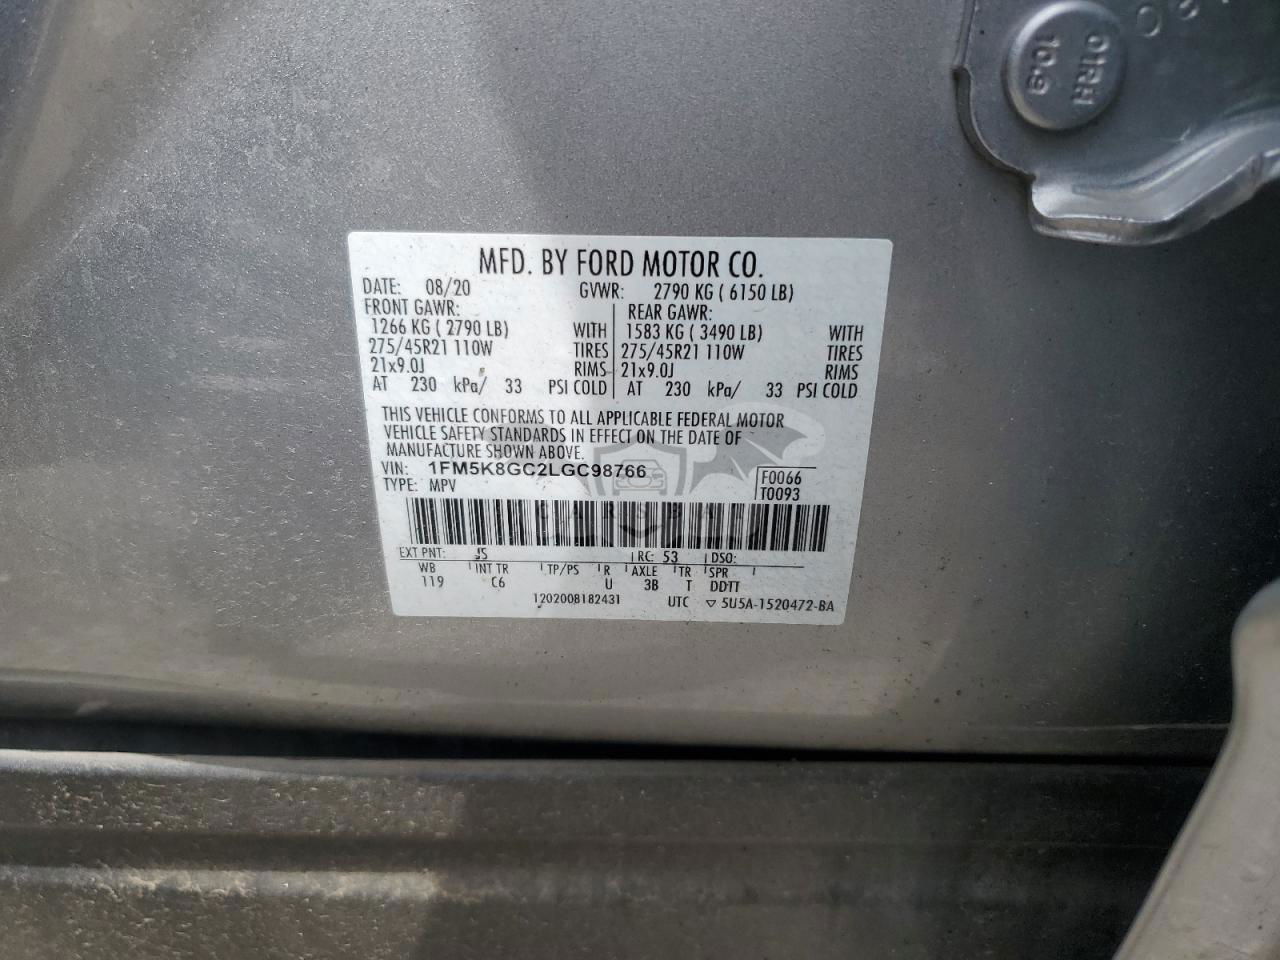 01RH
10.9
MFD. BY FORD MOTOR CO.
DATE: 08/20 GVWR: 2790 KG ( 6150 LB)
FRONT GAWR: REAR GAWR:
1266 KG ( 2790 LB) WITH 1583 KG ( 3490 LB) WITH
275/45R21 110W TIRES 275/45R21 110W TIRES
21x9.0J RIMS 21x9.0J RIMS
AT 230 kPa/ 33 PSI COLD AT 230 kPa/ 33 PSI COLD
THIS VEHICLE CONFORMS TO ALL APPLICABLE FEDERAL MOTOR
VEHICLE SAFETY STANDARDS IN EFFECT ON THE DATE OF
MANUFACTURE SHOWN ABOVE.
VIN: 1FM5K8GC2LGC98766 F0066
TYPE: MPV T0093
EXT PNT: JS RC: 53 DSO:
WB INT TR TP/PS R AXLE TR SPR
119 C6 U 3B T DDTT
1202008182431 UTC ▽ 5U5A-1520472-BA